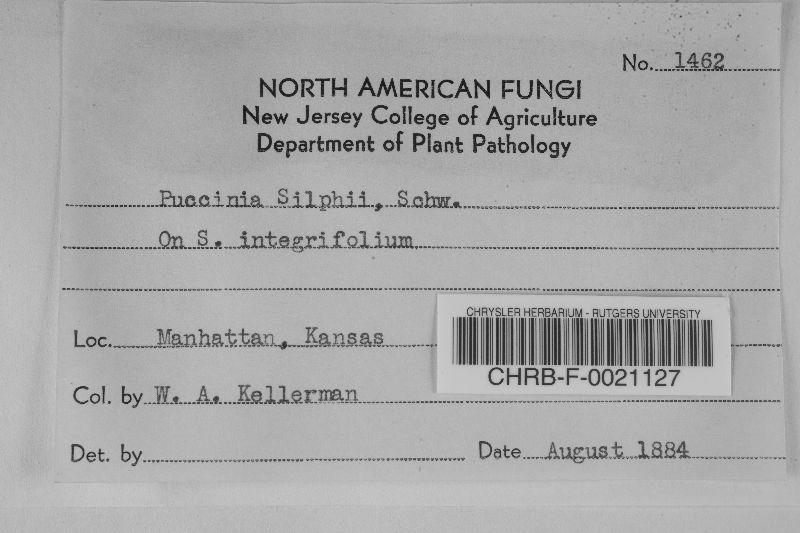 No. 1462
NORTH AMERICAN FUNGI
New Jersey College of Agriculture
Department of Plant Pathology
Puccinia Silphii, Schw.
On S. integrifolium
CHRYSLER HERBARIUM - RUTGERS UNIVERSITY
CHRB-F-0021127
Loc. Manhattan, Kansas
Col. by W. A. Kellerman
Det. by
Date August 1884